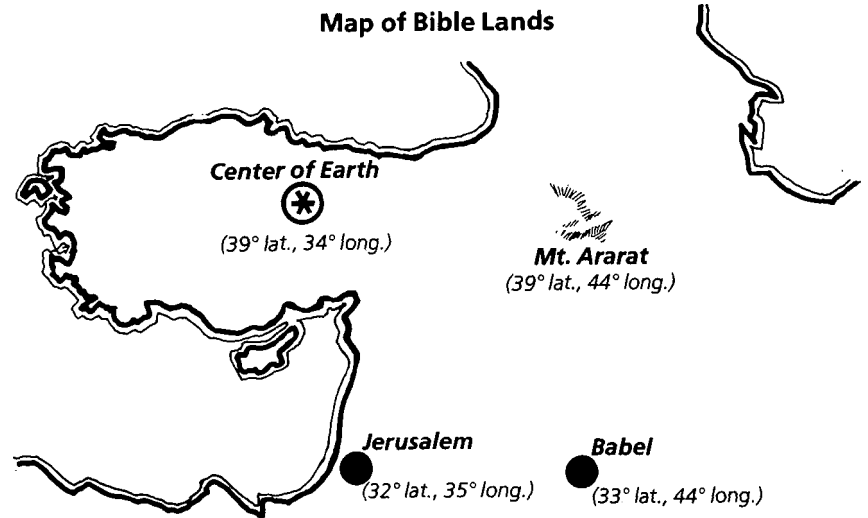 Map of Bible Lands
Center of Earth
(39° lat., 34° long.)
Mt. Ararat
(39° lat., 44° long.)
Jerusalem
(32° lat., 35° long.)
Babel
(33° lat., 44° long.)